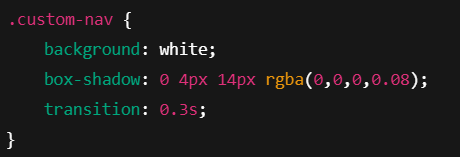 .custom-nav {
    background: white;
    box-shadow: 0 4px 14px rgba(0,0,0,0.08);
    transition: 0.3s;
}